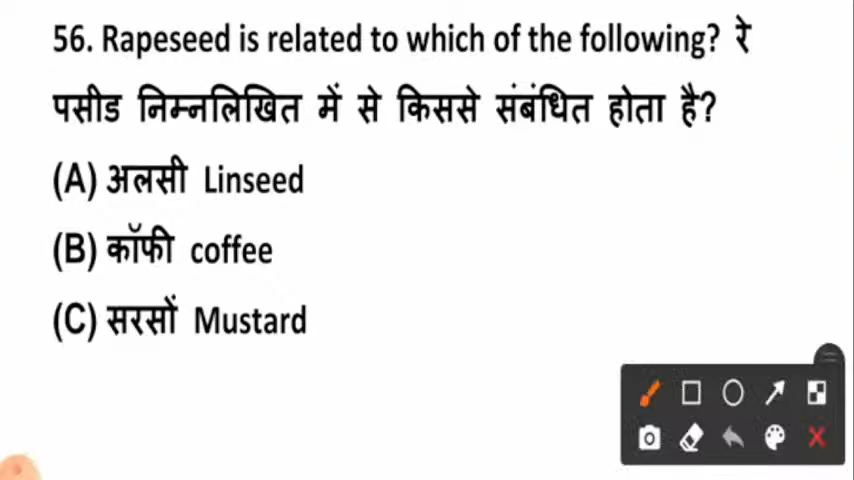 56. Rapeseed is related to which of the following? रे
पसीड निम्नलिखित में से किससे संबंधित होता है?
(A) अलसी Linseed
(B) कॉफी coffee
(C) सरसों Mustard